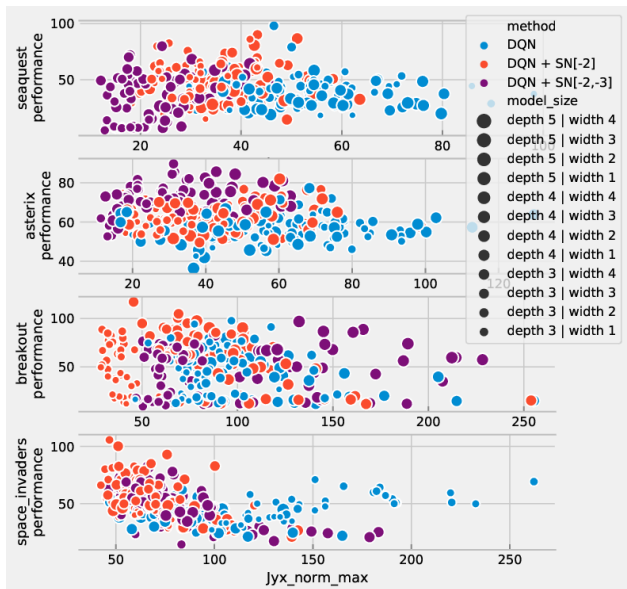 seaquest
performance
100
50
20
40
60
80
100
asterix
performance
80
60
40
20
40
60
80
100
120
breakout
performance
100
50
50
100
150
200
250
space_invaders
performance
100
50
50
100
150
200
250
Jyx_norm_max
method
DQN
DQN + SN[-2]
DQN + SN[-2,-3]
model_size
depth 5 | width 4
depth 5 | width 3
depth 5 | width 2
depth 5 | width 1
depth 4 | width 4
depth 4 | width 3
depth 4 | width 2
depth 4 | width 1
depth 3 | width 4
depth 3 | width 3
depth 3 | width 2
depth 3 | width 1